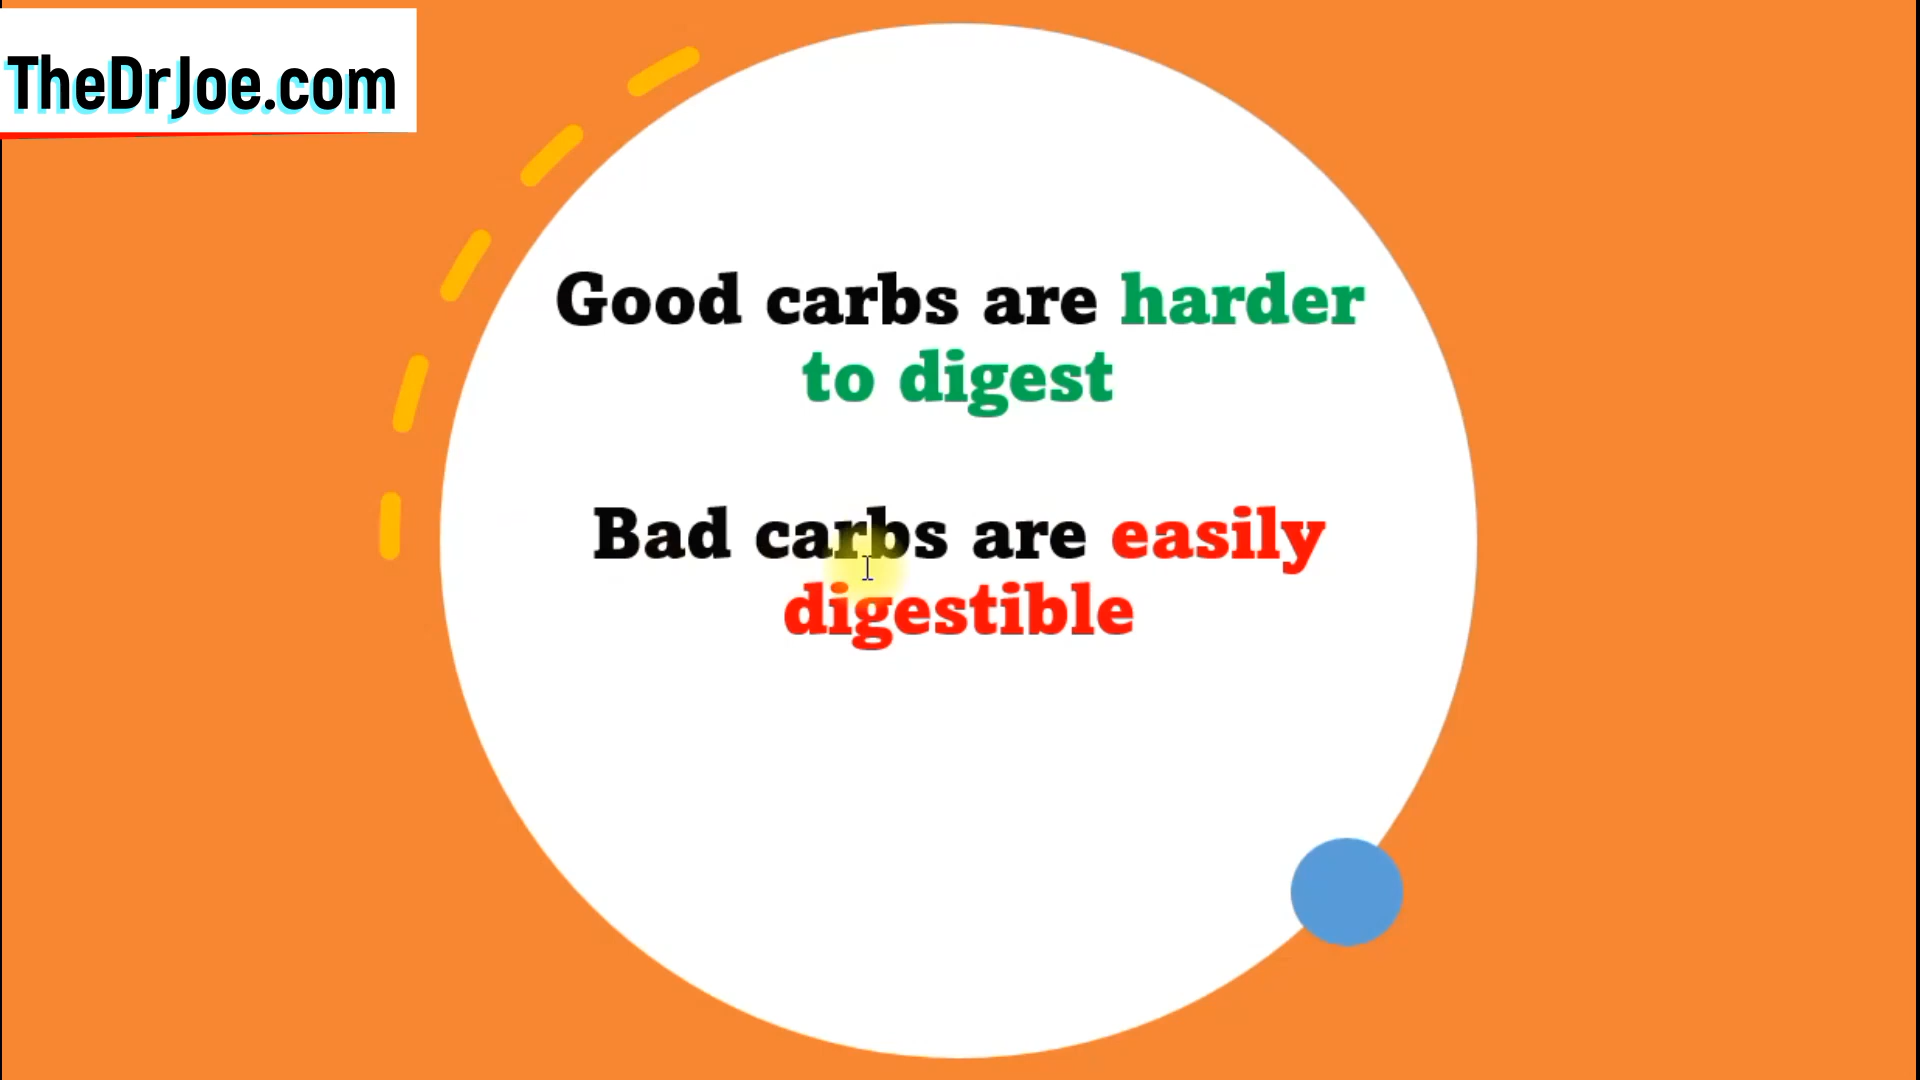 TheDrJoe.com
Good carbs are harder
to digest
Bad carbs are easily
digestible